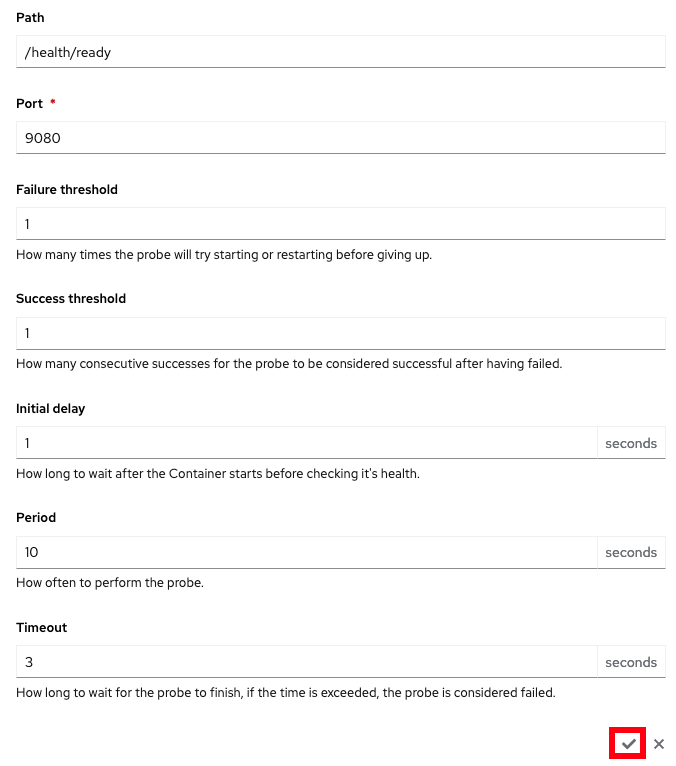 Path
/health/ready
Port *
9080
Failure threshold
1
How many times the probe will try starting or restarting before giving up.
Success threshold
1
How many consecutive successes for the probe to be considered successful after having failed.
Initial delay
1 seconds
How long to wait after the Container starts before checking it's health.
Period
10 seconds
How often to perform the probe.
Timeout
3 seconds
How long to wait for the probe to finish, if the time is exceeded, the probe is considered failed.